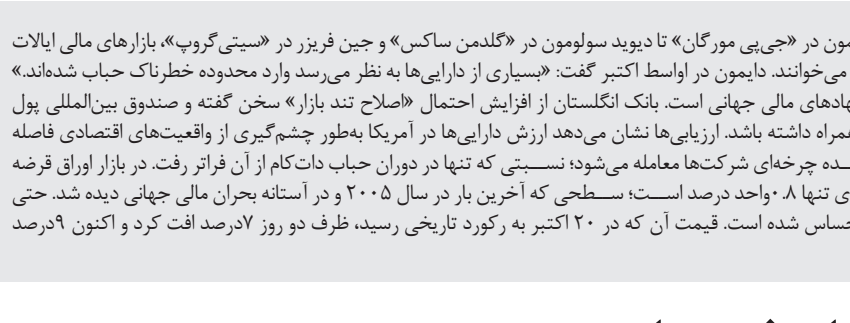 مون در «جی‌پی مورگان» تا دیوید سولومون در «گلدمن ساکس» و جین فریزر در «سیتی‌گروپ»، بازارهای مالی ایالات
می‌خوانند. دایمون در اواسط اکتبر گفت: «بسیاری از دارایی‌ها به نظر می‌رسد وارد محدوده خطرناک حباب شده‌اند.»
هادهای مالی جهانی است. بانک انگلستان از افزایش احتمال «اصلاح تند بازار» سخن گفته و صندوق بین‌المللی پول
همراه داشته باشد. ارزیابی‌ها نشان می‌دهد ارزش دارایی‌ها در آمریکا به‌طور چشم‌گیری از واقعیت‌های اقتصادی فاصله
ـده چرخه‌ای شرکت‌ها معامله می‌شود؛ نســبتی که تنها در دوران حباب دات‌کام از آن فراتر رفت. در بازار اوراق قرضه
ی تنها ۰.۸واحد درصد اســت؛ ســطحی که آخرین بار در سال ۲۰۰۵ و در آستانه بحران مالی جهانی دیده شد. حتی
حساس شده است. قیمت آن که در ۲۰ اکتبر به رکورد تاریخی رسید، ظرف دو روز ۷درصد افت کرد و اکنون ۹درصد